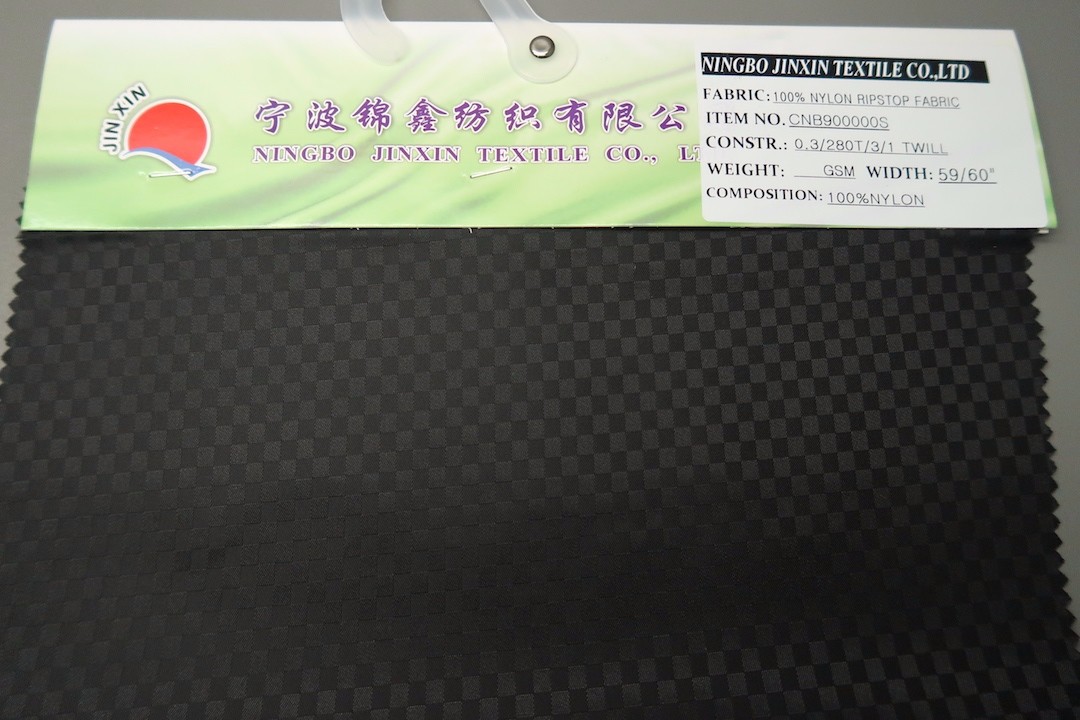 JIN XIN
宁波锦鑫纺织有限公
NINGBO JINXIN TEXTILE CO.,
NINGBO JINXIN TEXTILE CO.,LTD
FABRIC: 100% NYLON RIPSTOP FABRIC
ITEM NO. CNB900000S
CONSTR.: 0.3/280T/3/1 TWILL
WEIGHT: GSM WIDTH: 59/60"
COMPOSITION: 100%NYLON